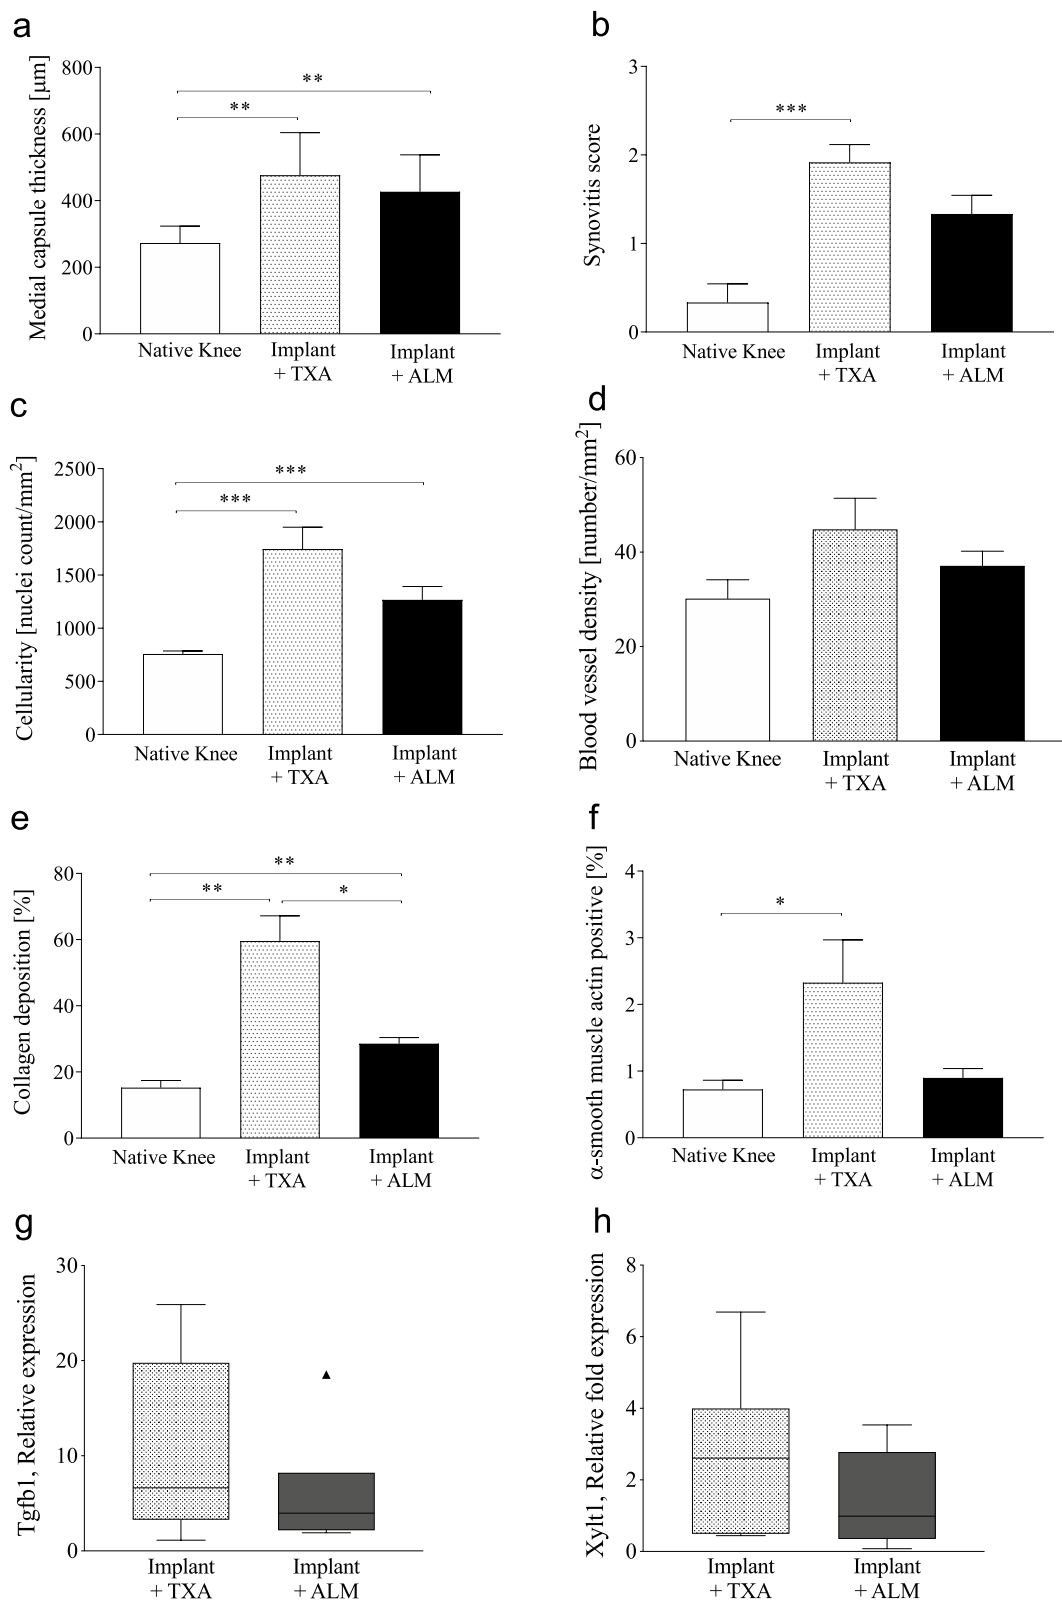 a
Medial capsule thickness [µm]
800
600
400
200
0
**
**
Native Knee
Implant
+ TXA
Implant
+ ALM
b
Synovitis score
3
2
1
0
***
Native Knee
Implant
+ TXA
Implant
+ ALM
c
Cellularity [nuclei count/mm²]
2500
2000
1500
1000
500
0
***
***
Native Knee
Implant
+ TXA
Implant
+ ALM
d
Blood vessel density [number/mm²]
60
40
20
0
Native Knee
Implant
+ TXA
Implant
+ ALM
e
Collagen deposition [%]
80
60
40
20
0
**
**
*
Native Knee
Implant
+ TXA
Implant
+ ALM
f
α-smooth muscle actin positive [%]
4
3
2
1
0
*
Native Knee
Implant
+ TXA
Implant
+ ALM
g
Tgfb1, Relative expression
30
20
10
0
Implant
+ TXA
Implant
+ ALM
h
Xylt1, Relative fold expression
8
6
4
2
0
Implant
+ TXA
Implant
+ ALM